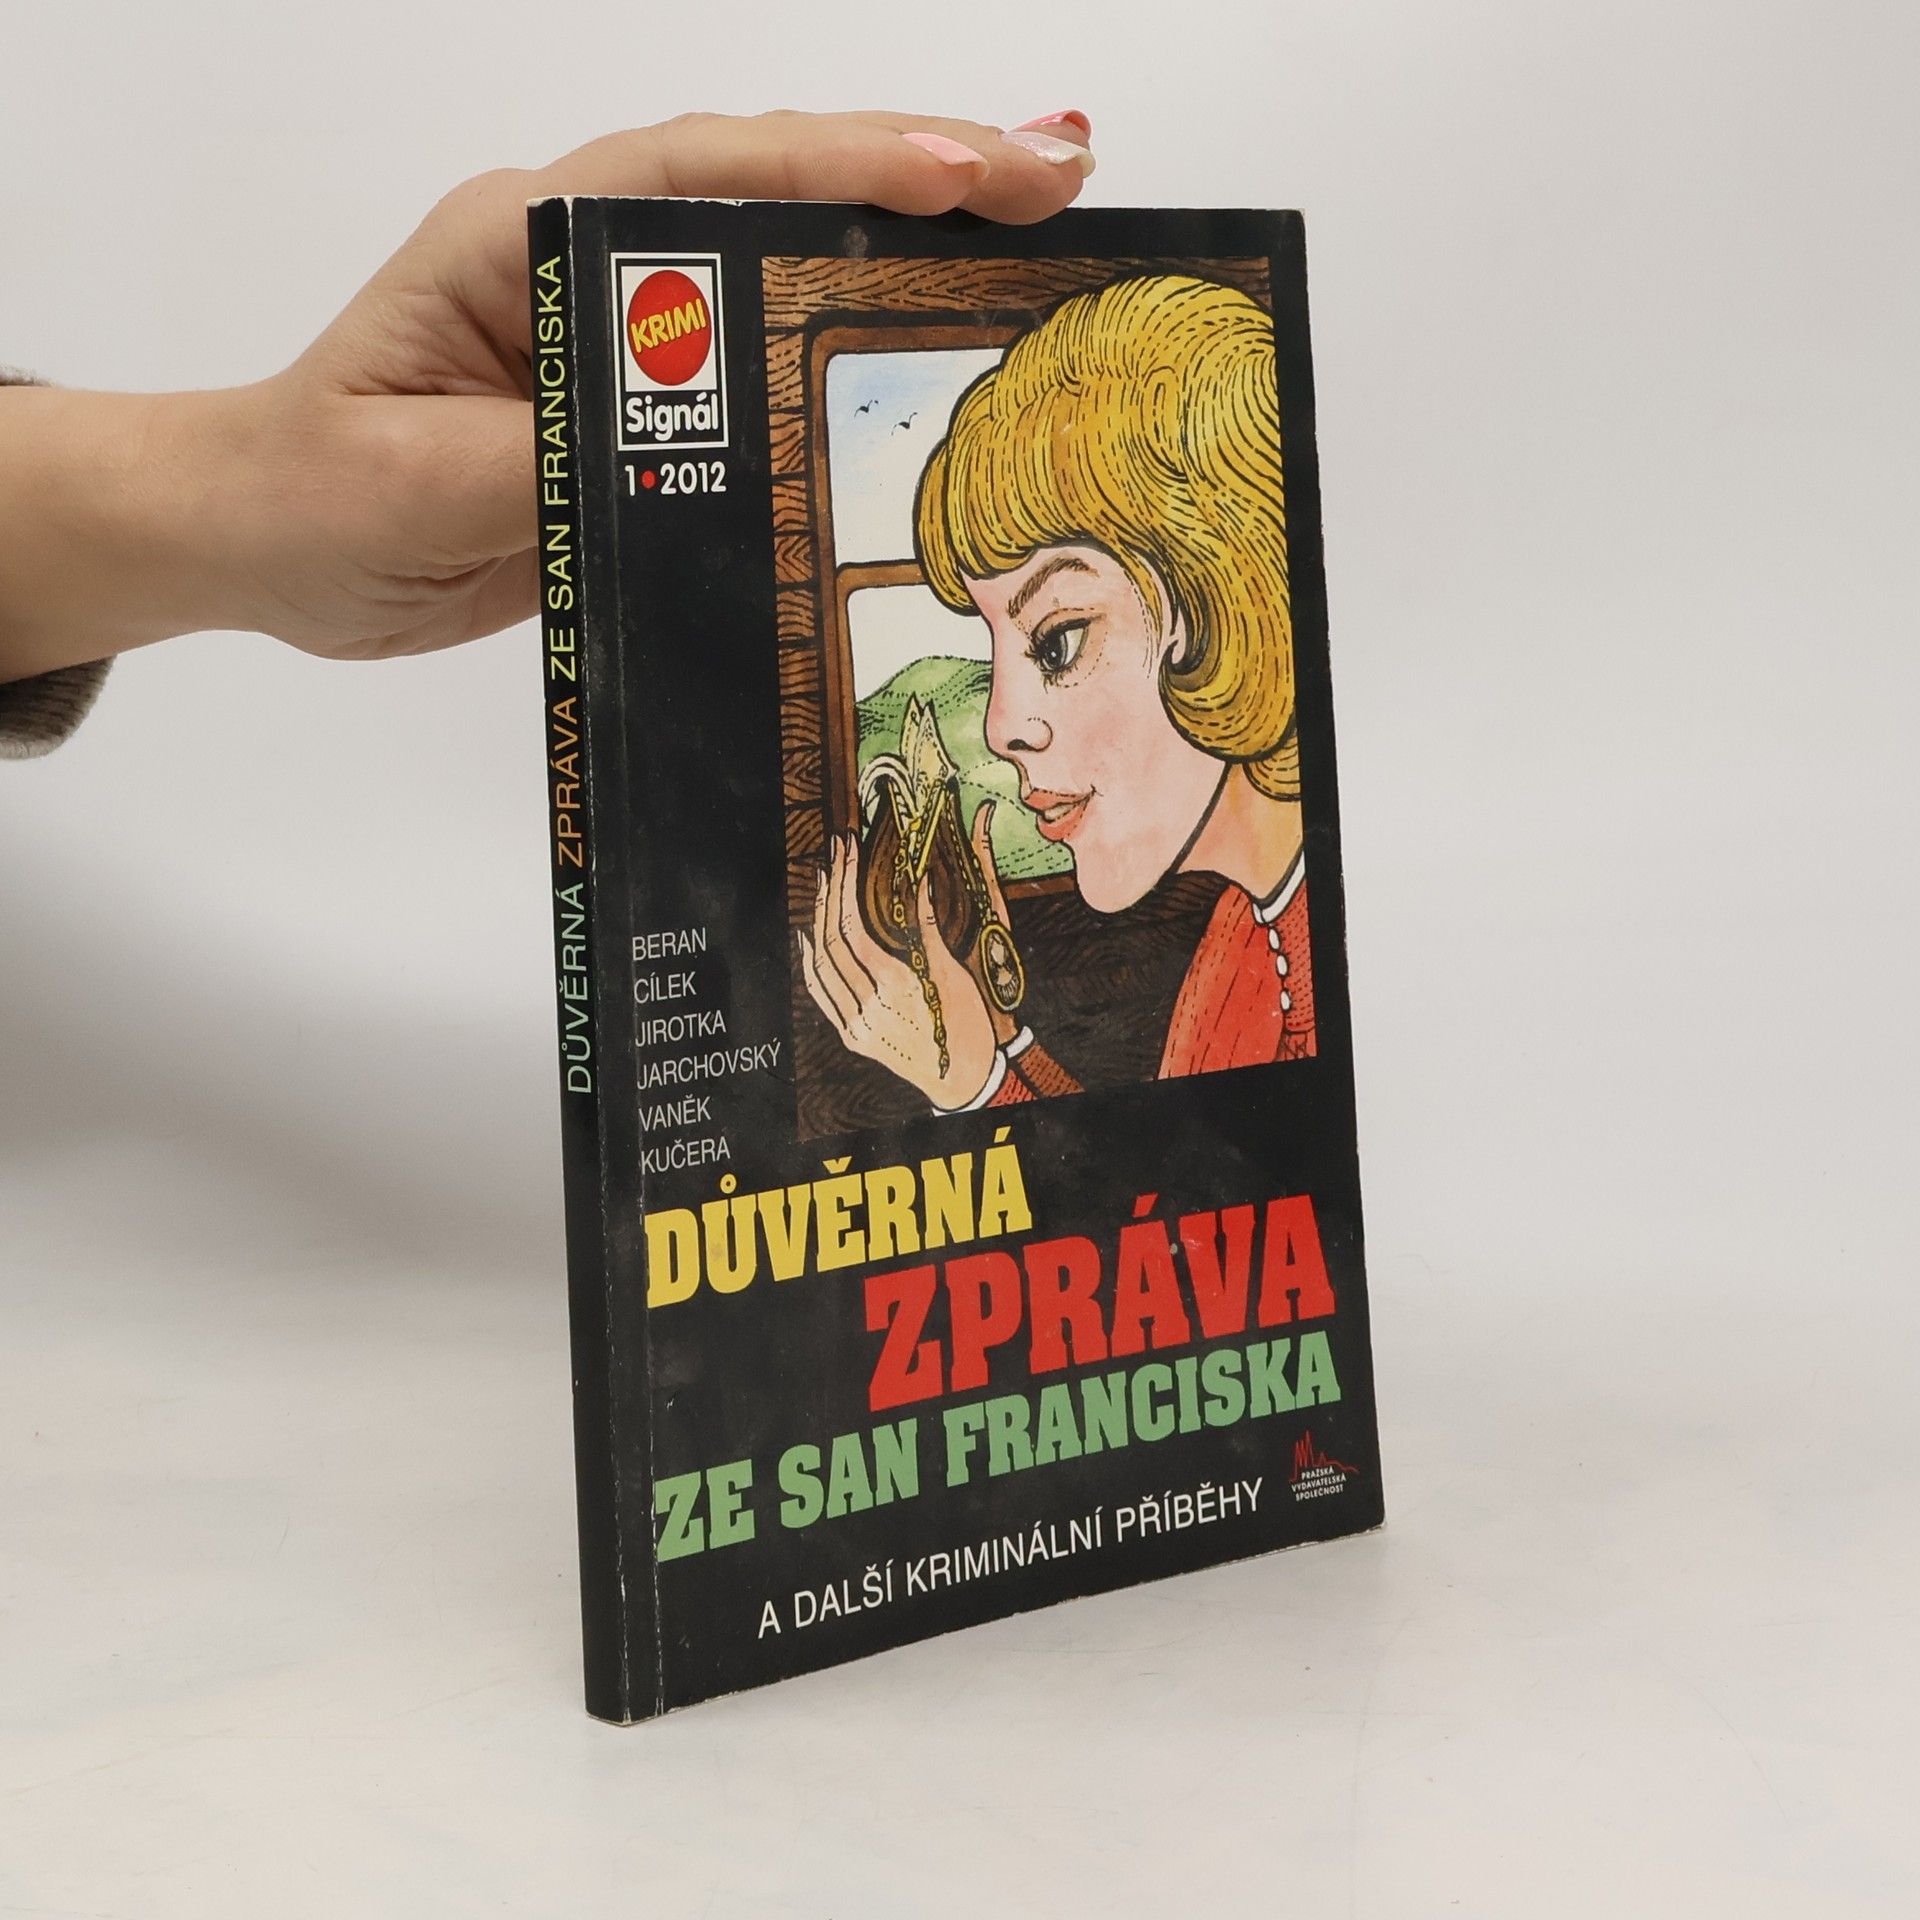 DŮVĚRNÁ ZPRÁVA ZE SAN FRANCISKA
KRIMI
Signál
1•2012
BERAN
CÍLEK
JIROTKA
JARCHOVSKÝ
VANĚK
KUČERA
DŮVĚRNÁ
ZPRÁVA
ZE SAN FRANCISKA
A DALŠÍ KRIMINÁLNÍ PŘÍBĚHY
PRAŽSKÁ
VYDAVATELSKÁ
SPOLEČNOST